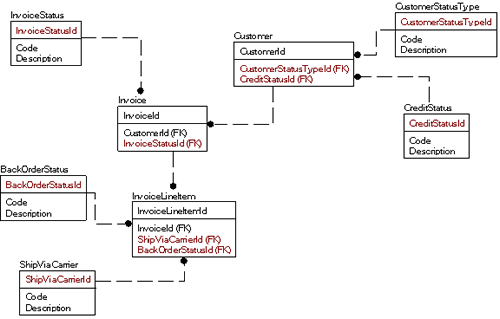 InvoiceStatus
InvoiceStatusId
Code
Description
Customer
CustomerId
CustomerStatusTypeId (FK)
CreditStatusId (FK)
CustomerStatusType
CustomerStatusTypeId
Code
Description
Invoice
InvoiceId
CustomerId (FK)
InvoiceStatusId (FK)
CreditStatus
CreditStatusId
Code
Description
BackOrderStatus
BackOrderStatusId
Code
Description
InvoiceLineItem
InvoiceLineItemId
InvoiceId (FK)
ShipViaCarrierId (FK)
BackOrderStatusId (FK)
ShipViaCarrier
ShipViaCarrierId
Code
Description